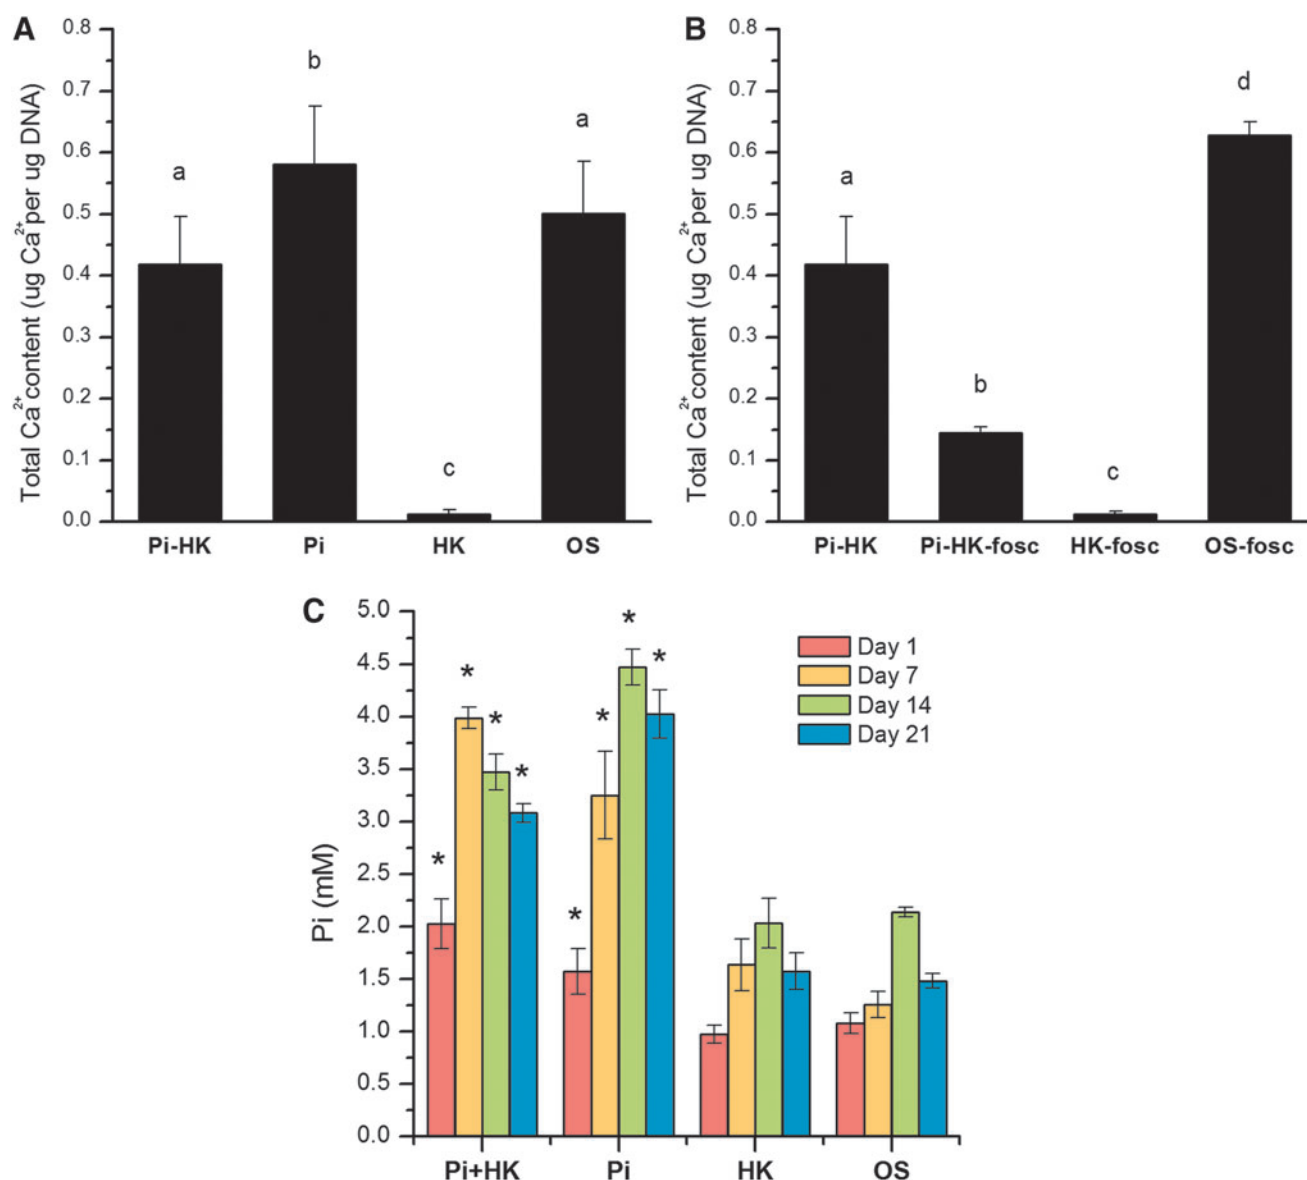 A
Total Ca2+ content (ug Ca2+ per ug DNA)
0.8
0.7
0.6
0.5
0.4
0.3
0.2
0.1
0.0
a
b
c
a
Pi-HK Pi HK OS
B
Total Ca2+ content (ug Ca2+ per ug DNA)
0.8
0.7
0.6
0.5
0.4
0.3
0.2
0.1
0.0
a
b
c
d
Pi-HK Pi-HK-fosc HK-fosc OS-fosc
C
Pi (mM)
5.0
4.5
4.0
3.5
3.0
2.5
2.0
1.5
1.0
0.5
0.0
* * * *
* * * *
Day 1
Day 7
Day 14
Day 21
Pi+HK Pi HK OS